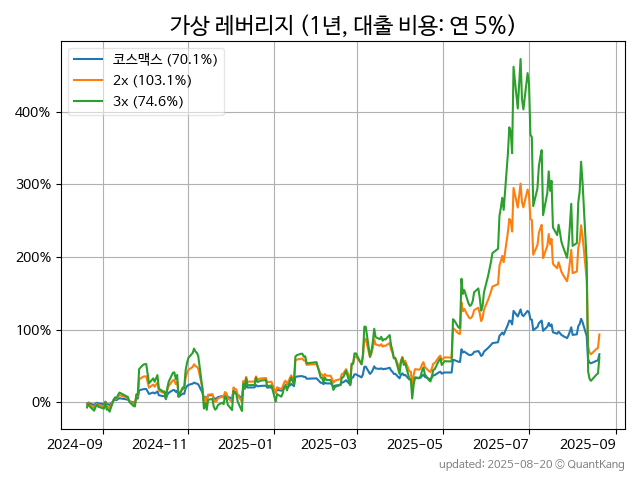 가상 레버리지 (1년, 대출 비용: 연 5%)
코스맥스 (70.1%)
2x (103.1%)
3x (74.6%)
400%
300%
200%
100%
0%
2024-09 2024-11 2025-01 2025-03 2025-05 2025-07 2025-09
updated: 2025-08-20 © QuantKang